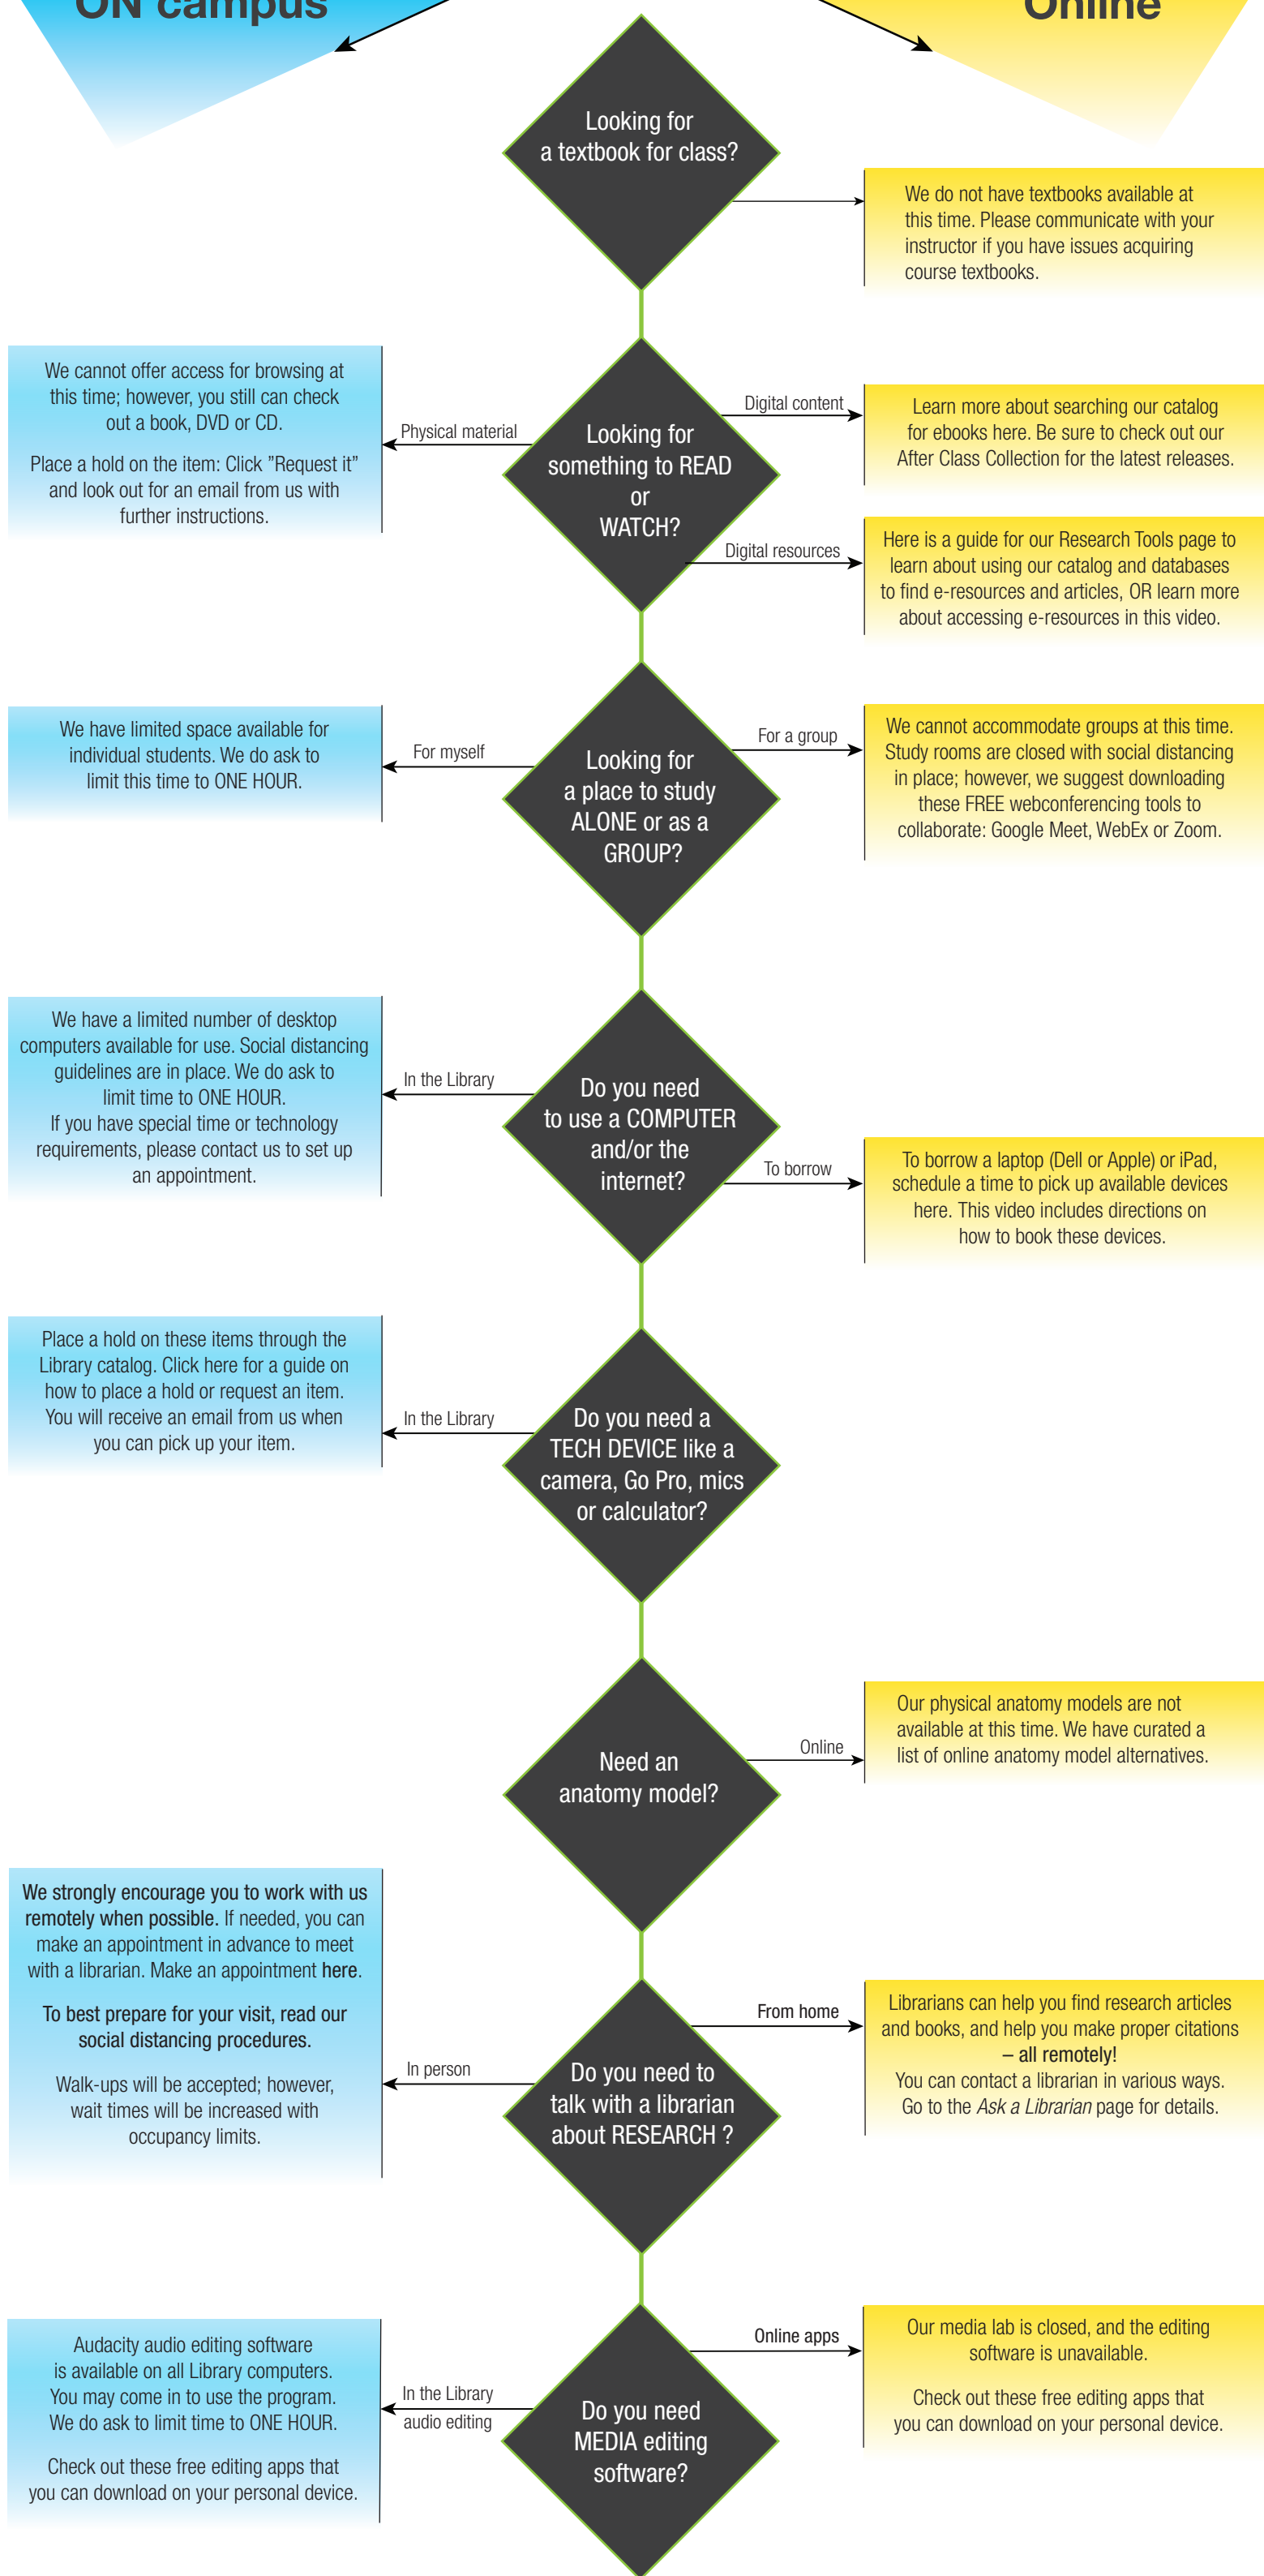 ON campus
Online
Looking for
a textbook for class?
We do not have textbooks available at
this time. Please communicate with your
instructor if you have issues acquiring
course textbooks.
We cannot offer access for browsing at
this time; however, you still can check
out a book, DVD or CD.
Place a hold on the item: Click ”Request it”
and look out for an email from us with
further instructions.
Physical material
Looking for
something to READ
or
WATCH?
Digital content
Learn more about searching our catalog
for ebooks here. Be sure to check out our
After Class Collection for the latest releases.
Digital resources
Here is a guide for our Research Tools page to
learn about using our catalog and databases
to find e-resources and articles, OR learn more
about accessing e-resources in this video.
We have limited space available for
individual students. We do ask to
limit this time to ONE HOUR.
For myself
Looking for
a place to study
ALONE or as a
GROUP?
For a group
We cannot accommodate groups at this time.
Study rooms are closed with social distancing
in place; however, we suggest downloading
these FREE webconferencing tools to
collaborate: Google Meet, WebEx or Zoom.
We have a limited number of desktop
computers available for use. Social distancing
guidelines are in place. We do ask to
limit time to ONE HOUR.
If you have special time or technology
requirements, please contact us to set up
an appointment.
In the Library
Do you need
to use a COMPUTER
and/or the
internet?
To borrow
To borrow a laptop (Dell or Apple) or iPad,
schedule a time to pick up available devices
here. This video includes directions on
how to book these devices.
Place a hold on these items through the
Library catalog. Click here for a guide on
how to place a hold or request an item.
You will receive an email from us when
you can pick up your item.
In the Library
Do you need a
TECH DEVICE like a
camera, Go Pro, mics
or calculator?
Need an
anatomy model?
Online
Our physical anatomy models are not
available at this time. We have curated a
list of online anatomy model alternatives.
We strongly encourage you to work with us
remotely when possible. If needed, you can
make an appointment in advance to meet
with a librarian. Make an appointment here.
To best prepare for your visit, read our
social distancing procedures.
Walk-ups will be accepted; however,
wait times will be increased with
occupancy limits.
In person
Do you need to
talk with a librarian
about RESEARCH ?
From home
Librarians can help you find research articles
and books, and help you make proper citations
– all remotely!
You can contact a librarian in various ways.
Go to the Ask a Librarian page for details.
Audacity audio editing software
is available on all Library computers.
You may come in to use the program.
We do ask to limit time to ONE HOUR.
Check out these free editing apps that
you can download on your personal device.
In the Library
audio editing
Do you need
MEDIA editing
software?
Online apps
Our media lab is closed, and the editing
software is unavailable.
Check out these free editing apps that
you can download on your personal device.